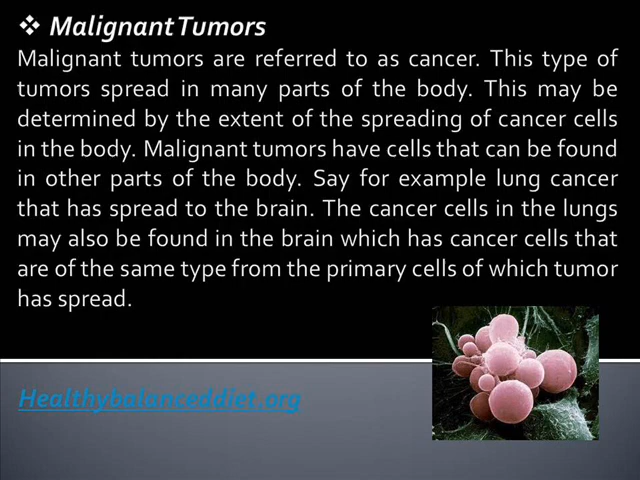 ❖ Malignant Tumors
Malignant tumors are referred to as cancer. This type of
tumors spread in many parts of the body. This may be
determined by the extent of the spreading of cancer cells
in the body. Malignant tumors have cells that can be found
in other parts of the body. Say for example lung cancer
that has spread to the brain. The cancer cells in the lungs
may also be found in the brain which has cancer cells that
are of the same type from the primary cells of which tumor
has spread.
Healthybalanceddiet.org